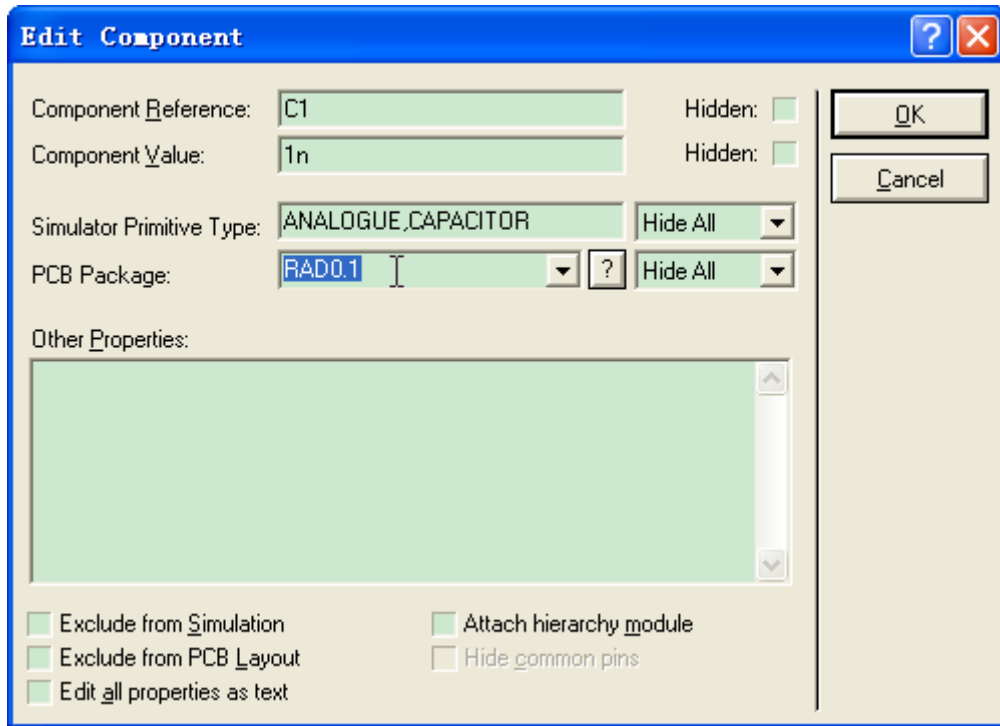 Edit Component
?
Component Reference: C1 Hidden:
OK
Component Value: 1n Hidden:
Cancel
Simulator Primitive Type: ANALOGUE,CAPACITOR Hide All
PCB Package: RAD0.1 ? Hide All
Other Properties:
Exclude from Simulation Attach hierarchy module
Exclude from PCB Layout Hide common pins
Edit all properties as text